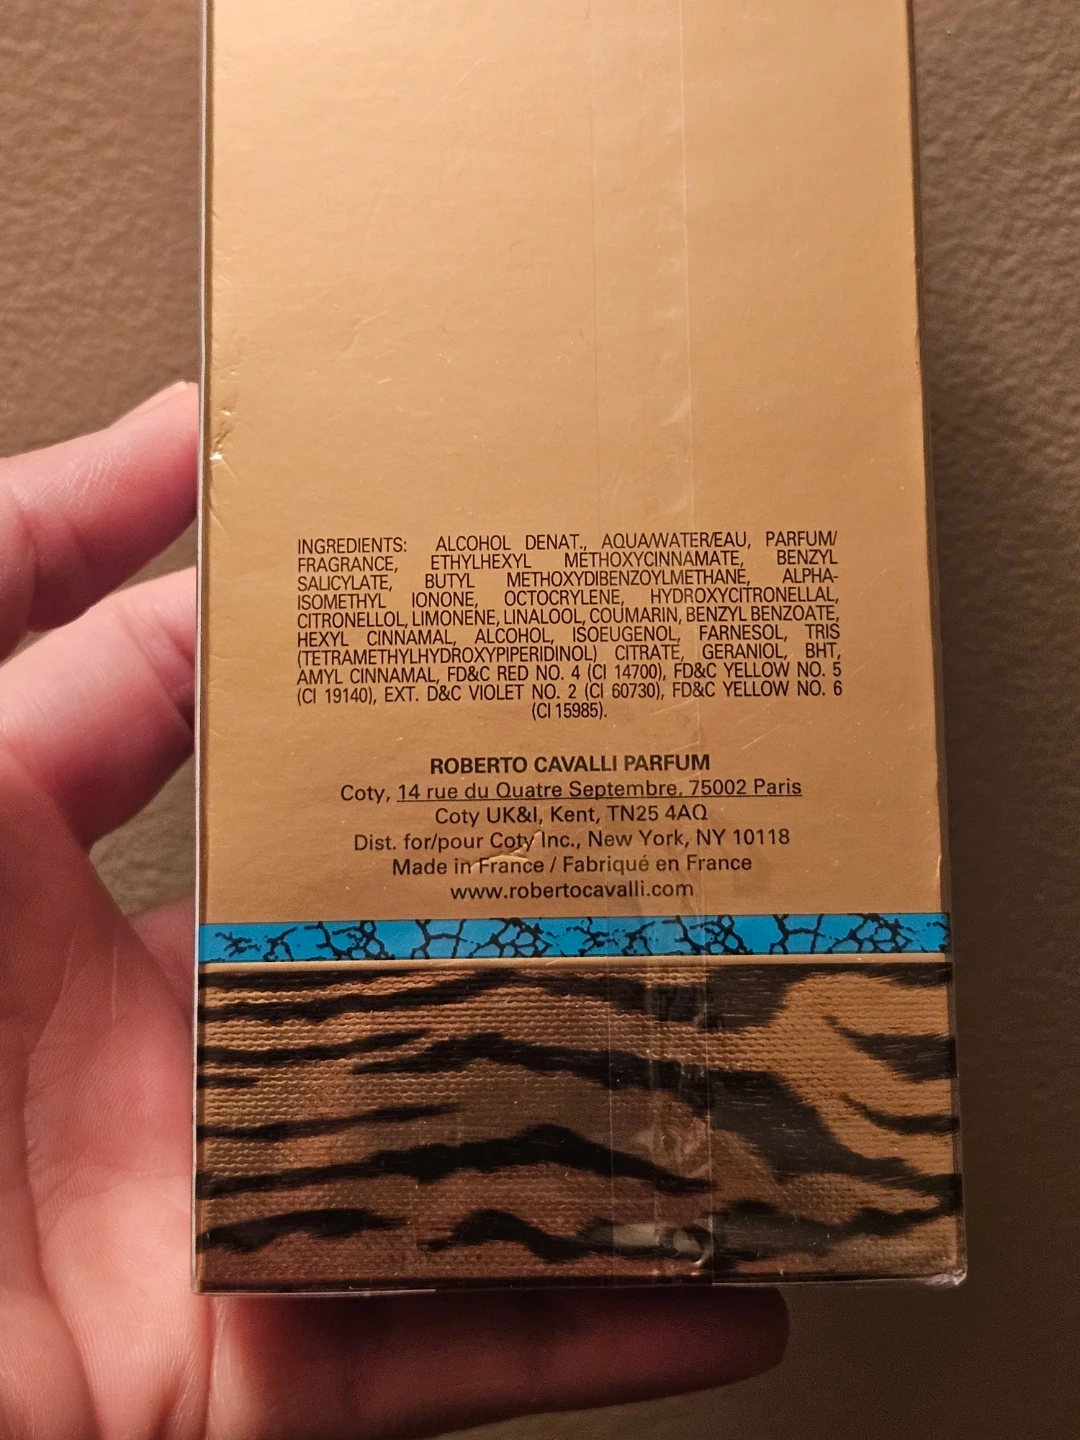 INGREDIENTS: ALCOHOL DENAT., AQUA/WATER/EAU, PARFUM/
FRAGRANCE, ETHYLHEXYL METHOXYCINNAMATE, BENZYL
SALICYLATE, BUTYL METHOXYDIBENZOYLMETHANE, ALPHA-
ISOMETHYL IONONE, OCTOCRYLENE, HYDROXYCITRONELLAL,
CITRONELLOL, LIMONENE, LINALOOL, COUMARIN, BENZYL BENZOATE,
HEXYL CINNAMAL, ALCOHOL, ISOEUGENOL, FARNESOL, TRIS
(TETRAMETHYLHYDROXYPIPERIDINOL) CITRATE, GERANIOL, BHT,
AMYL CINNAMAL, FD&C RED NO. 4 (CI 14700), FD&C YELLOW NO. 5
(CI 19140), EXT. D&C VIOLET NO. 2 (CI 60730), FD&C YELLOW NO. 6
(CI 15985).
ROBERTO CAVALLI PARFUM
Coty, 14 rue du Quatre Septembre, 75002 Paris
Coty UK&I, Kent, TN25 4AQ
Dist. for/pour Coty Inc., New York, NY 10118
Made in France / Fabriqué en France
www.robertocavalli.com